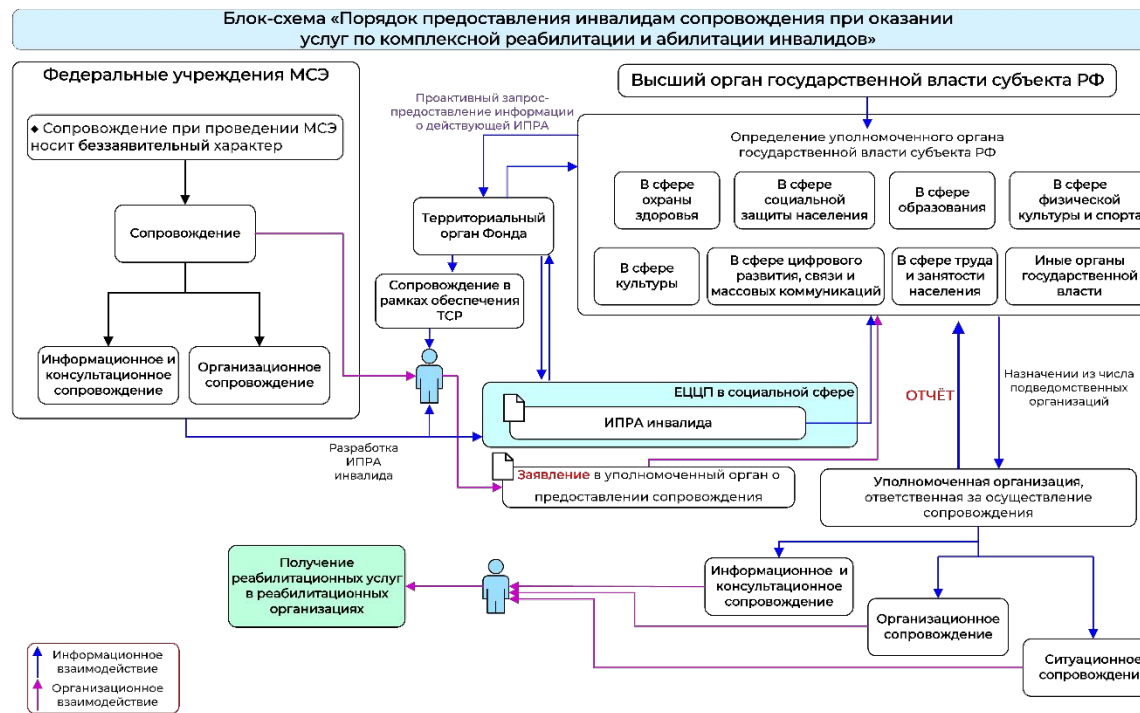 Блок-схема «Порядок предоставления инвалидам сопровождения при оказании
услуг по комплексной реабилитации и абилитации инвалидов»
Федеральные учреждения МСЭ
◆ Сопровождение при проведении МСЭ
носит беззаявительный характер
Сопровождение
Информационное и
консультационное
сопровождение
Организационное
сопровождение
Проактивный запрос-
предоставление информации
о действующей ИПРА
Территориальный
орган Фонда
Сопровождение в
рамках обеспечения
ТСР
Высший орган государственной власти субъекта РФ
Определение уполномоченного органа
государственной власти субъекта РФ
В сфере
охраны
здоровья
В сфере
социальной
защиты населения
В сфере
образования
В сфере
физической
культуры и спорта
В сфере
культуры
В сфере цифрового
развития, связи и
массовых коммуникаций
В сфере труда
и занятости
населения
Иные органы
государственной
власти
ЕЦЦП в социальной сфере
ИПРА инвалида
Разработка
ИПРА
инвалида
Заявление в уполномоченный орган о
предоставлении сопровождения
ОТЧЁТ
Назначении из числа
подведомственных
организаций
Уполномоченная организация,
ответственная за осуществление
сопровождения
Получение
реабилитационных услуг
в реабилитационных
организациях
Информационное и
консультационное
сопровождение
Организационное
сопровождение
Ситуационное
сопровождени
Информационное
взаимодействие
Организационное
взаимодействие